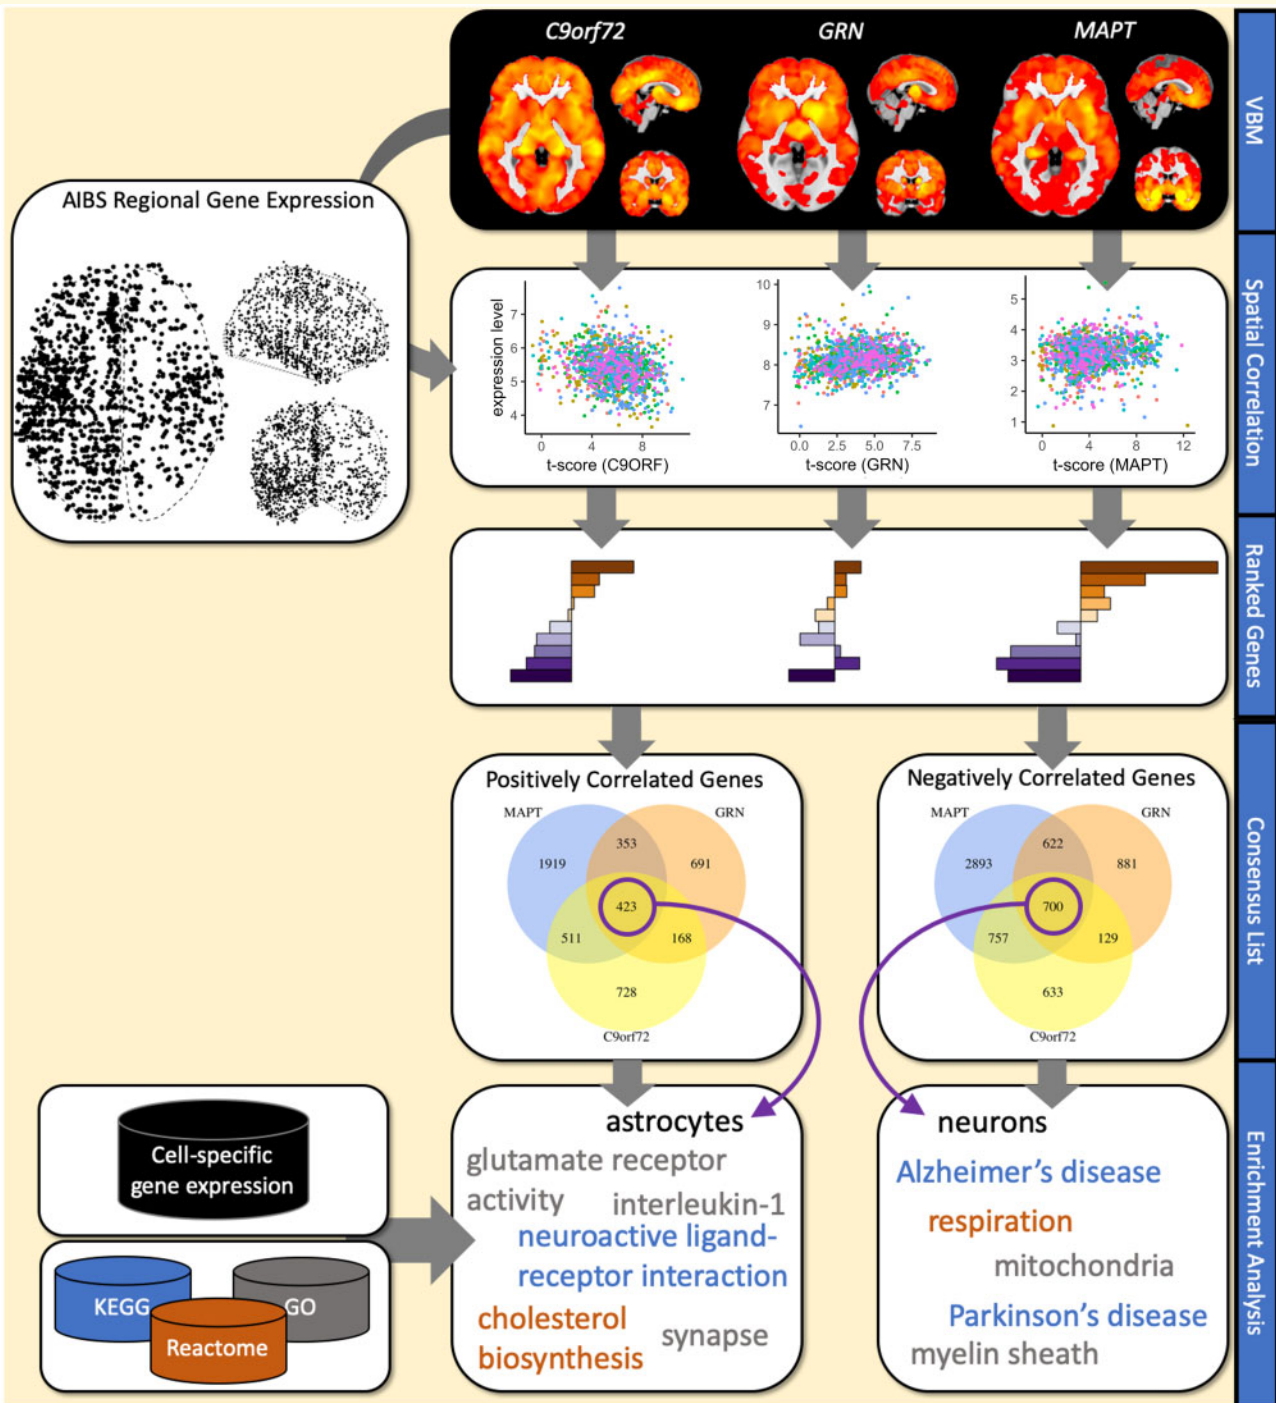 C9orf72
GRN
MAPT
VBM
AIBS Regional Gene Expression
expression level
7
6
5
4
0
4
8
t-score (C9ORF)
10
9
8
7
0.0
2.5
5.0
7.5
t-score (GRN)
5
4
3
2
1
0
4
8
12
t-score (MAPT)
Spatial Correlation
Ranked Genes
Positively Correlated Genes
MAPT
GRN
353
1919
691
423
511
168
728
C9orf72
Negatively Correlated Genes
MAPT
GRN
622
2893
881
700
757
129
633
C9orf72
Consensus List
Cell-specific
gene expression
KEGG
GO
Reactome
astrocytes
glutamate receptor
activity
interleukin-1
neuroactive ligand-
receptor interaction
cholesterol
biosynthesis
synapse
neurons
Alzheimer's disease
respiration
mitochondria
Parkinson's disease
myelin sheath
Enrichment Analysis